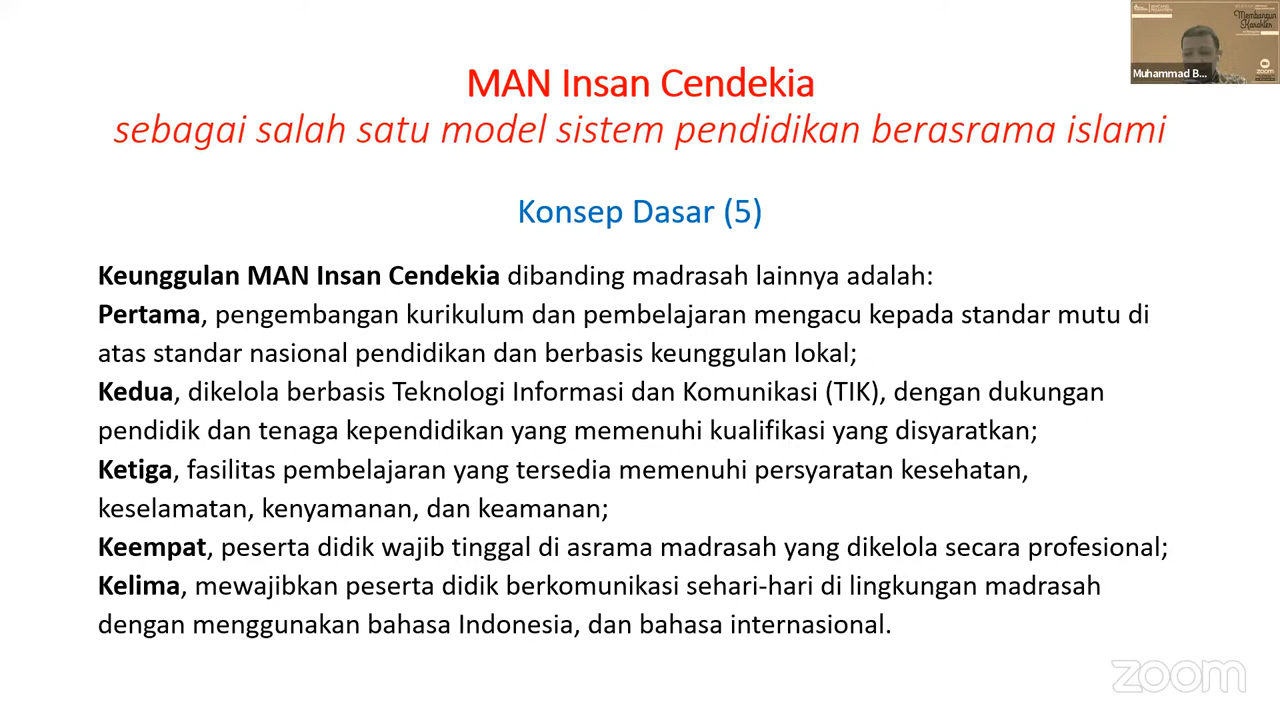 MAN Insan Cendekia
sebagai salah satu model sistem pendidikan berasrama islami
Membangun
Karakter
Muhammad B...
zoom
Konsep Dasar (5)
Keunggulan MAN Insan Cendekia dibanding madrasah lainnya adalah:
Pertama, pengembangan kurikulum dan pembelajaran mengacu kepada standar mutu di
atas standar nasional pendidikan dan berbasis keunggulan lokal;
Kedua, dikelola berbasis Teknologi Informasi dan Komunikasi (TIK), dengan dukungan
pendidik dan tenaga kependidikan yang memenuhi kualifikasi yang disyaratkan;
Ketiga, fasilitas pembelajaran yang tersedia memenuhi persyaratan kesehatan,
keselamatan, kenyamanan, dan keamanan;
Keempat, peserta didik wajib tinggal di asrama madrasah yang dikelola secara profesional;
Kelima, mewajibkan peserta didik berkomunikasi sehari-hari di lingkungan madrasah
dengan menggunakan bahasa Indonesia, dan bahasa internasional.
zoom